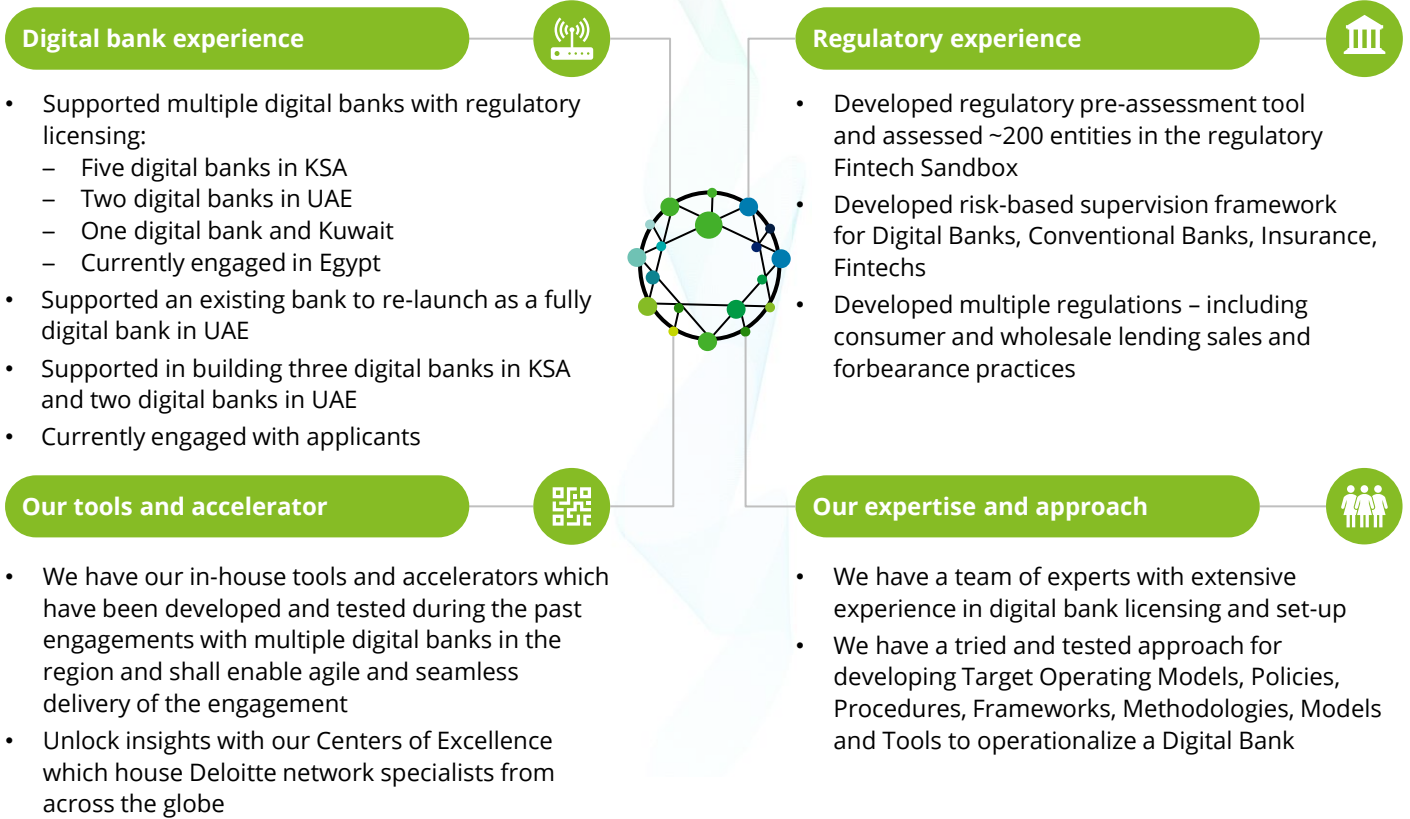 Digital bank experience
• Supported multiple digital banks with regulatory
licensing:
– Five digital banks in KSA
– Two digital banks in UAE
– One digital bank and Kuwait
– Currently engaged in Egypt
• Supported an existing bank to re-launch as a fully
digital bank in UAE
• Supported in building three digital banks in KSA
and two digital banks in UAE
• Currently engaged with applicants
Regulatory experience
• Developed regulatory pre-assessment tool
and assessed ~200 entities in the regulatory
Fintech Sandbox
• Developed risk-based supervision framework
for Digital Banks, Conventional Banks, Insurance,
Fintechs
• Developed multiple regulations – including
consumer and wholesale lending sales and
forbearance practices
Our tools and accelerator
• We have our in-house tools and accelerators which
have been developed and tested during the past
engagements with multiple digital banks in the
region and shall enable agile and seamless
delivery of the engagement
• Unlock insights with our Centers of Excellence
which house Deloitte network specialists from
across the globe
Our expertise and approach
• We have a team of experts with extensive
experience in digital bank licensing and set-up
• We have a tried and tested approach for
developing Target Operating Models, Policies,
Procedures, Frameworks, Methodologies, Models
and Tools to operationalize a Digital Bank